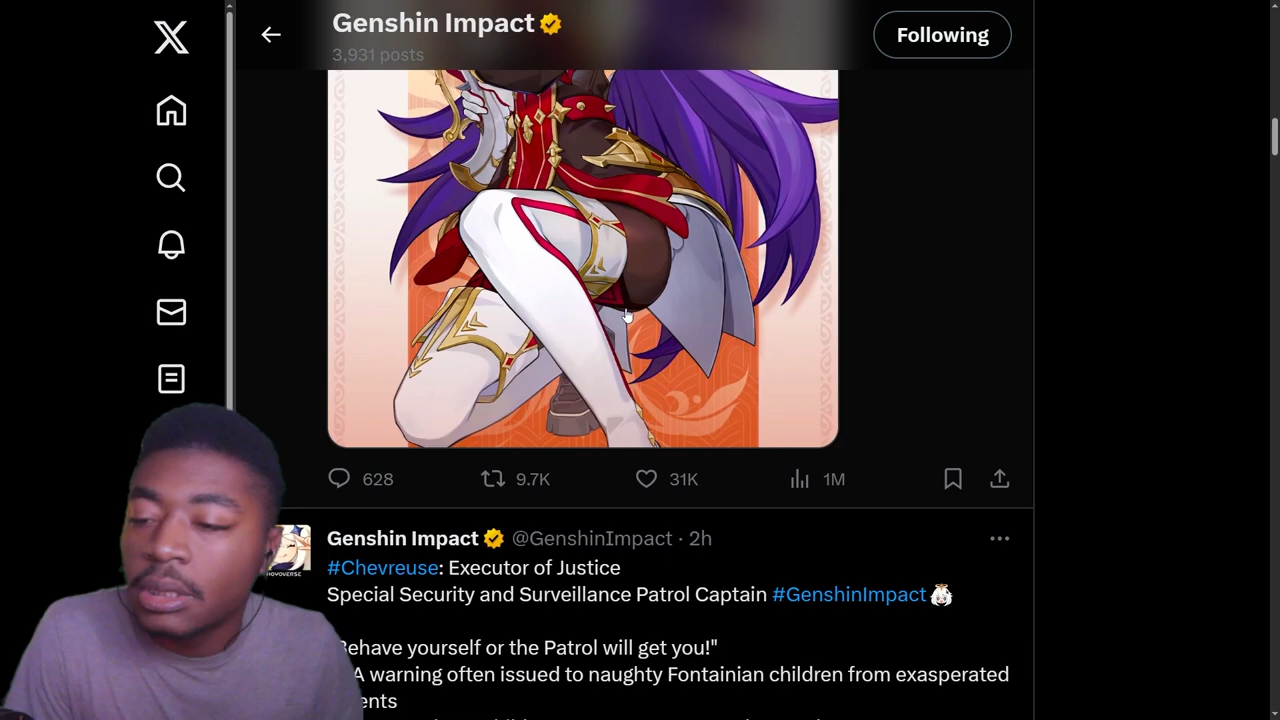 Genshin Impact
3,931 posts
Following
628
9.7K
31K
1M
HOYOVERSE
Genshin Impact @GenshinImpact · 2h
#Chevreuse: Executor of Justice
Special Security and Surveillance Patrol Captain #GenshinImpact
Behave yourself or the Patrol will get you!"
A warning often issued to naughty Fontainian children from exasperated